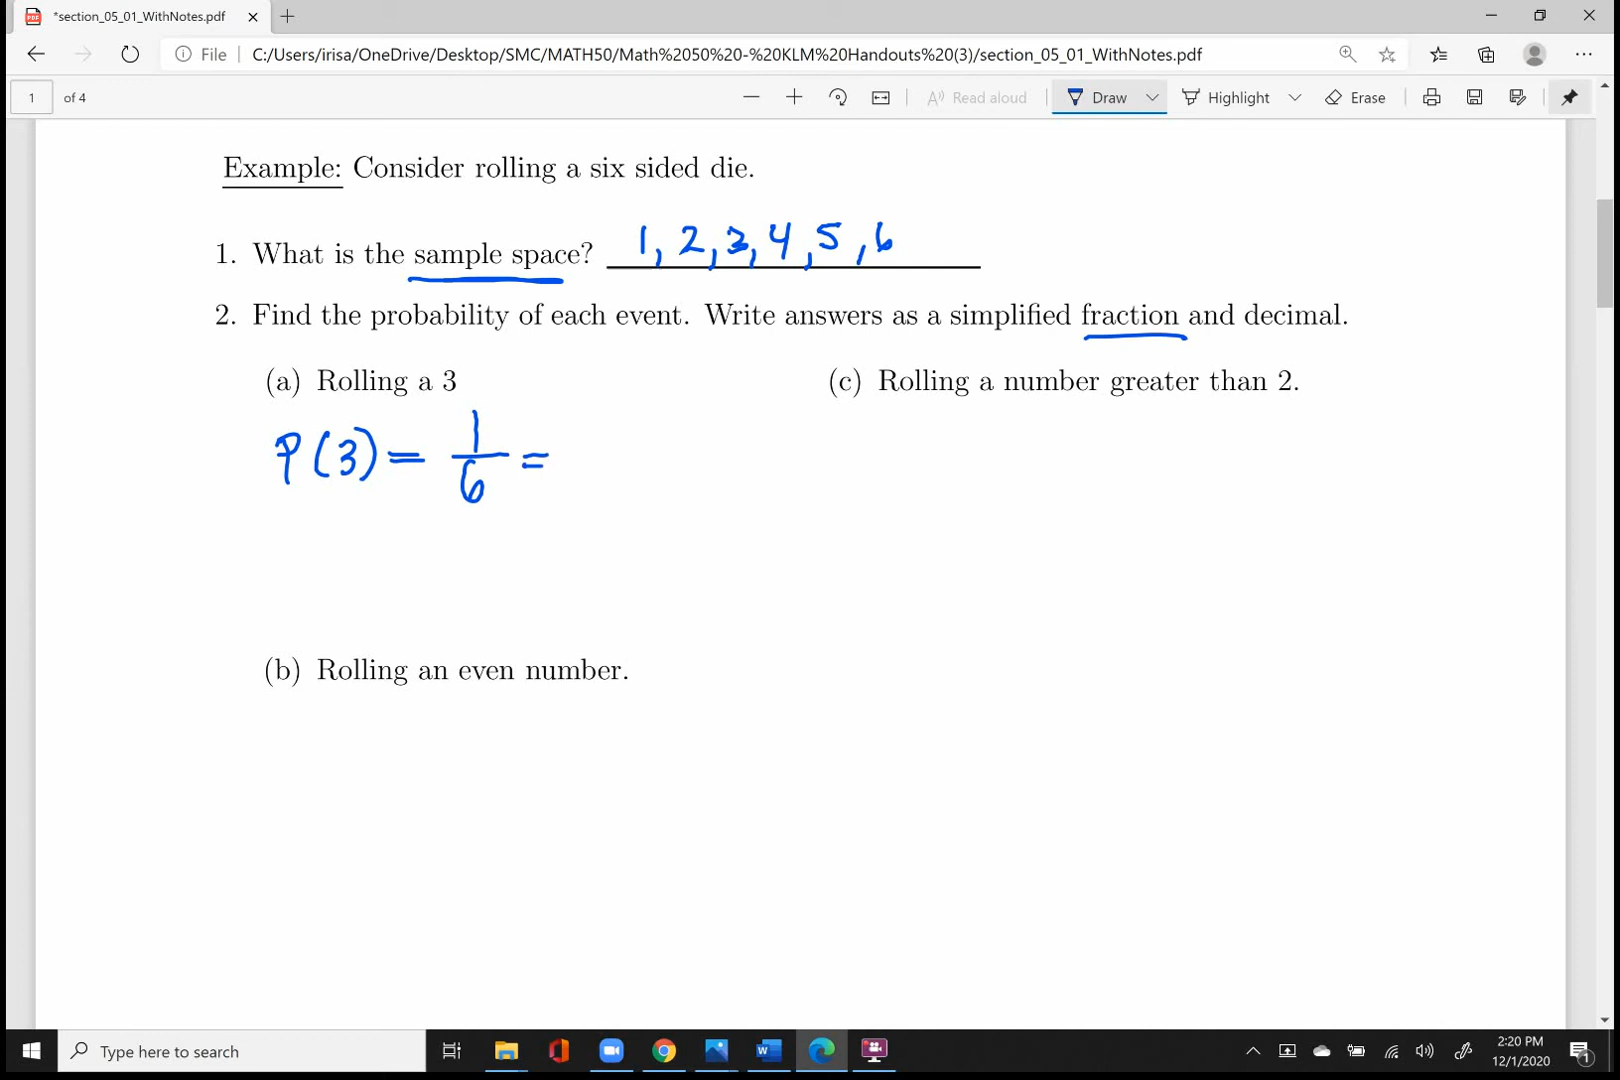 *section_05_01_WithNotes.pdf
File | C:/Users/irisa/OneDrive/Desktop/SMC/MATH50/Math%2050%20-%20KLM%20Handouts%20(3)/section_05_01_WithNotes.pdf
1 of 4 Read aloud Draw Highlight Erase
Example: Consider rolling a six sided die.
1. What is the sample space? 1, 2, 3, 4, 5, 6
2. Find the probability of each event. Write answers as a simplified fraction and decimal.
(a) Rolling a 3
(c) Rolling a number greater than 2.
P(3) = 1/6 =
(b) Rolling an even number.
Type here to search
2:20 PM
12/1/2020
1